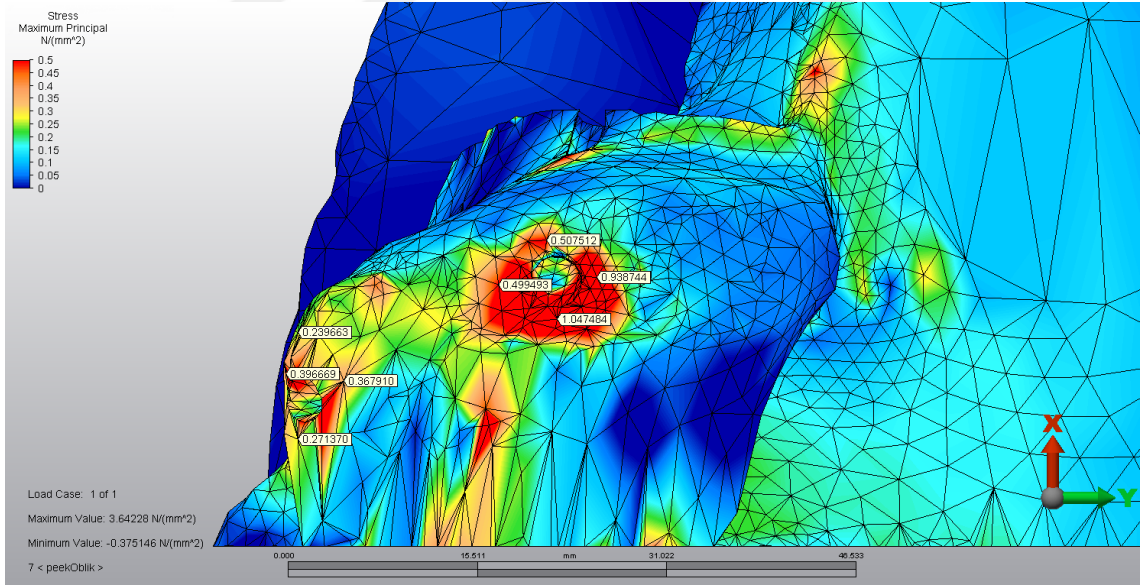 Stress
Maximum Principal
N/(mm^2)
0.5
0.45
0.4
0.35
0.3
0.25
0.2
0.15
0.1
0.05
0
0.507512
0.938744
0.499493
1.047484
0.239663
0.396669
0.367910
0.271370
X
Y
Load Case: 1 of 1
Maximum Value: 3.64228 N/(mm^2)
Minimum Value: -0.375146 N/(mm^2)
7 < peekOblik >
0.000 15.511 mm 31.022 46.533